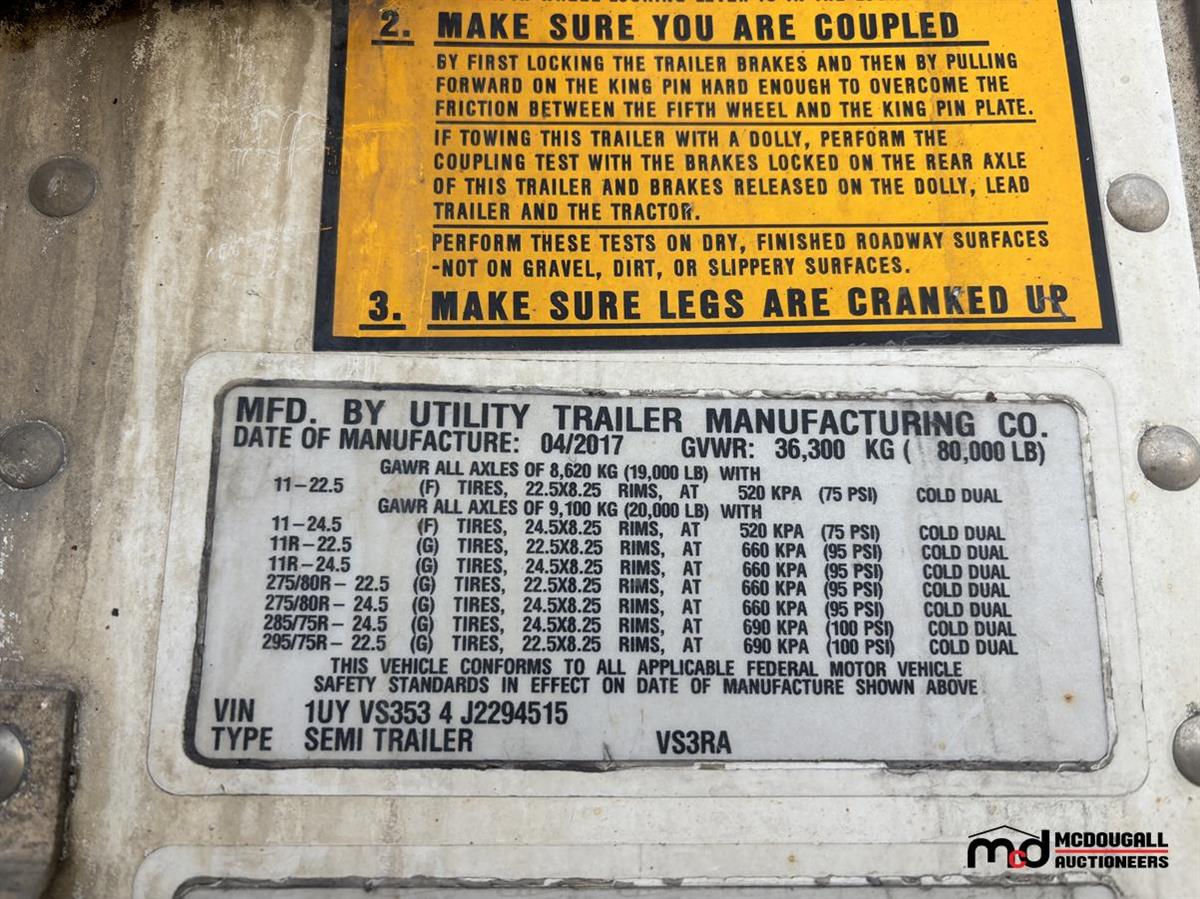 2. MAKE SURE YOU ARE COUPLED
BY FIRST LOCKING THE TRAILER BRAKES AND THEN BY PULLING
FORWARD ON THE KING PIN HARD ENOUGH TO OVERCOME THE
FRICTION BETWEEN THE FIFTH WHEEL AND THE KING PIN PLATE.
IF TOWING THIS TRAILER WITH A DOLLY, PERFORM THE
COUPLING TEST WITH THE BRAKES LOCKED ON THE REAR AXLE
OF THIS TRAILER AND BRAKES RELEASED ON THE DOLLY, LEAD
TRAILER AND THE TRACTOR.
PERFORM THESE TESTS ON DRY, FINISHED ROADWAY SURFACES
-NOT ON GRAVEL, DIRT, OR SLIPPERY SURFACES.
3. MAKE SURE LEGS ARE CRANKED UP
MFD. BY UTILITY TRAILER MANUFACTURING CO.
DATE OF MANUFACTURE: 04/2017 GVWR: 36,300 KG ( 80,000 LB)
GAWR ALL AXLES OF 8,620 KG (19,000 LB) WITH
11-22.5 (F) TIRES, 22.5X8.25 RIMS, AT 520 KPA (75 PSI) COLD DUAL
GAWR ALL AXLES OF 9,100 KG (20,000 LB) WITH
11-24.5 (F) TIRES, 24.5X8.25 RIMS, AT 520 KPA (75 PSI) COLD DUAL
11R-22.5 (G) TIRES, 22.5X8.25 RIMS, AT 660 KPA (95 PSI) COLD DUAL
11R-24.5 (G) TIRES, 24.5X8.25 RIMS, AT 660 KPA (95 PSI) COLD DUAL
275/80R- 22.5 (G) TIRES, 22.5X8.25 RIMS, AT 660 KPA (95 PSI) COLD DUAL
275/80R- 24.5 (G) TIRES, 24.5X8.25 RIMS, AT 660 KPA (95 PSI) COLD DUAL
285/75R- 24.5 (G) TIRES, 24.5X8.25 RIMS, AT 690 KPA (100 PSI) COLD DUAL
295/75R- 22.5 (G) TIRES, 22.5X8.25 RIMS, AT 690 KPA (100 PSI) COLD DUAL
THIS VEHICLE CONFORMS TO ALL APPLICABLE FEDERAL MOTOR VEHICLE
SAFETY STANDARDS IN EFFECT ON DATE OF MANUFACTURE SHOWN ABOVE
VIN 1UY VS353 4 J2294515
TYPE SEMI TRAILER VS3RA
mcd MCDOUGALL
AUCTIONEERS